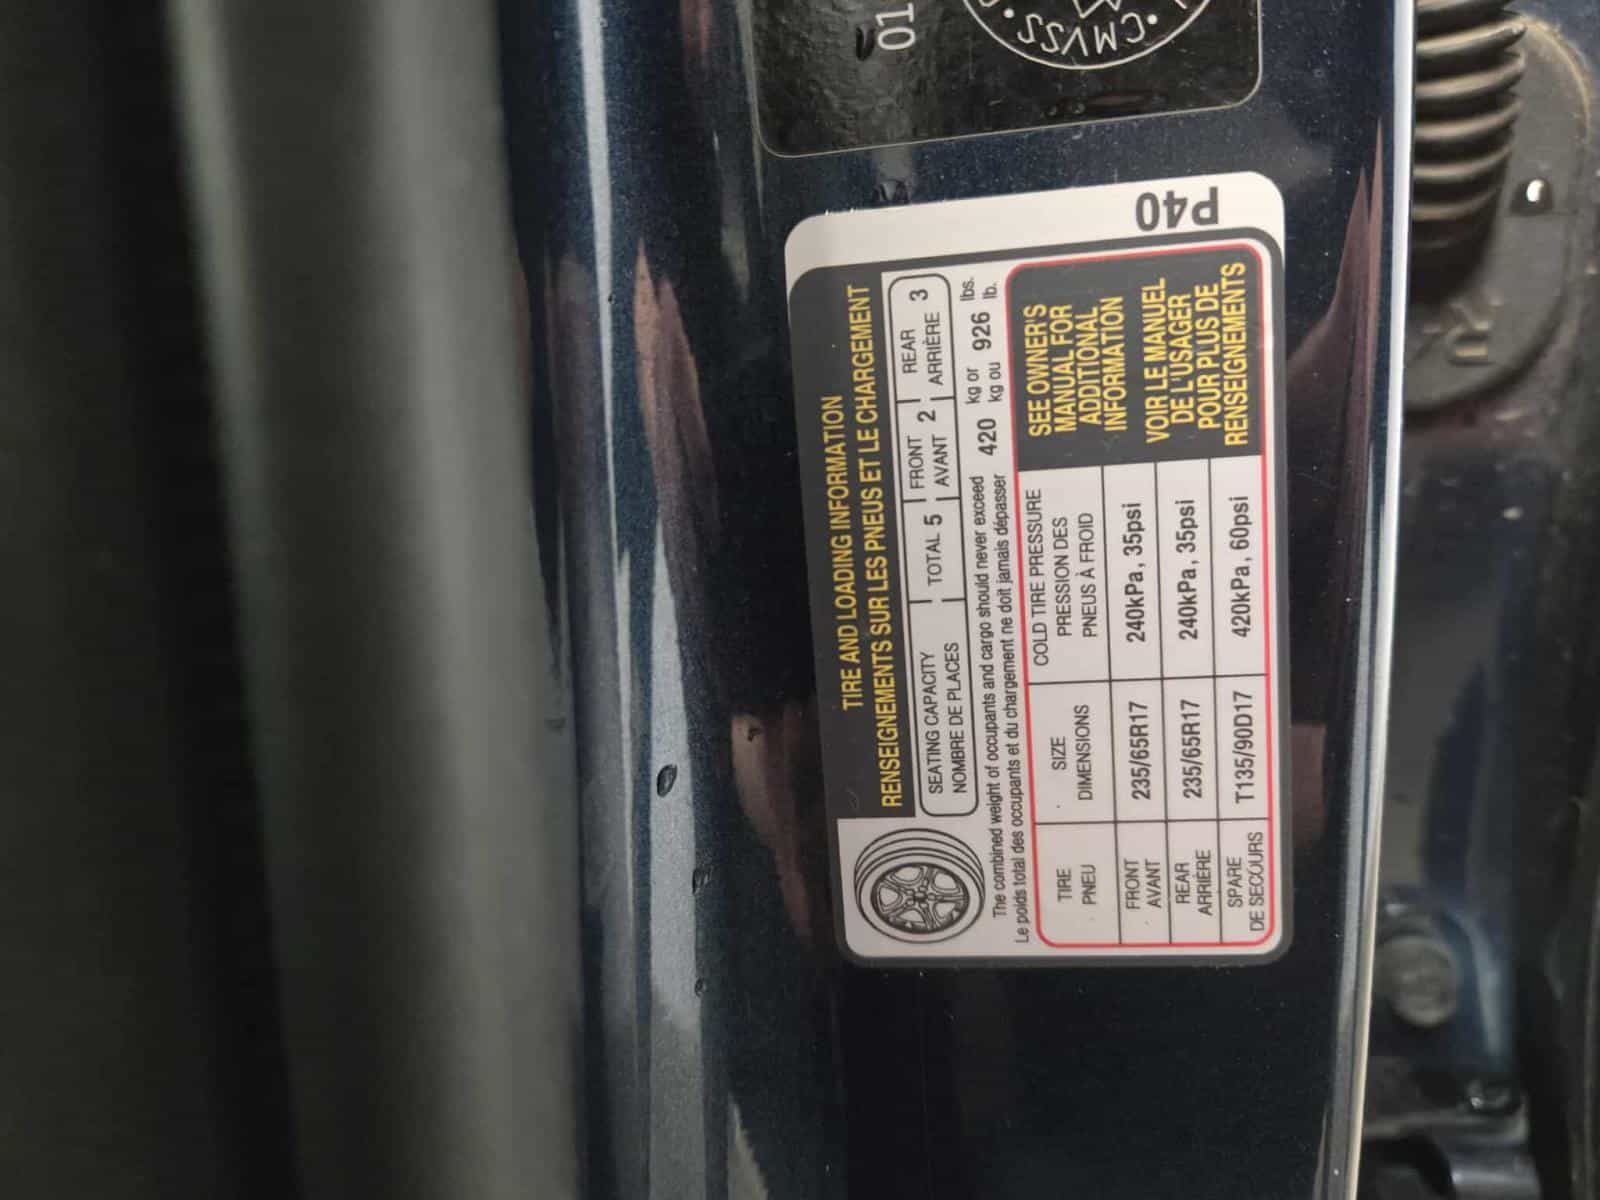 01
CMVSS
P40
TIRE AND LOADING INFORMATION
RENSEIGNEMENTS SUR LES PNEUS ET LE CHARGEMENT
SEATING CAPACITY
NOMBRE DE PLACES
TOTAL 5
FRONT
AVANT 2
REAR
ARRIÈRE 3
The combined weight of occupants and cargo should never exceed 420 kg or 926 lbs.
Le poids total des occupants et du chargement ne doit jamais dépasser kg ou lb.
TIRE
PNEU
SIZE
DIMENSIONS
COLD TIRE PRESSURE
PRESSION DES
PNEUS À FROID
FRONT
AVANT
235/65R17
240kPa, 35psi
REAR
ARRIÈRE
235/65R17
240kPa, 35psi
SPARE
DE SECOURS
T135/90D17
420kPa, 60psi
SEE OWNER'S
MANUAL FOR
ADDITIONAL
INFORMATION
VOIR LE MANUEL
DE L'USAGER
POUR PLUS DE
RENSEIGNEMENTS